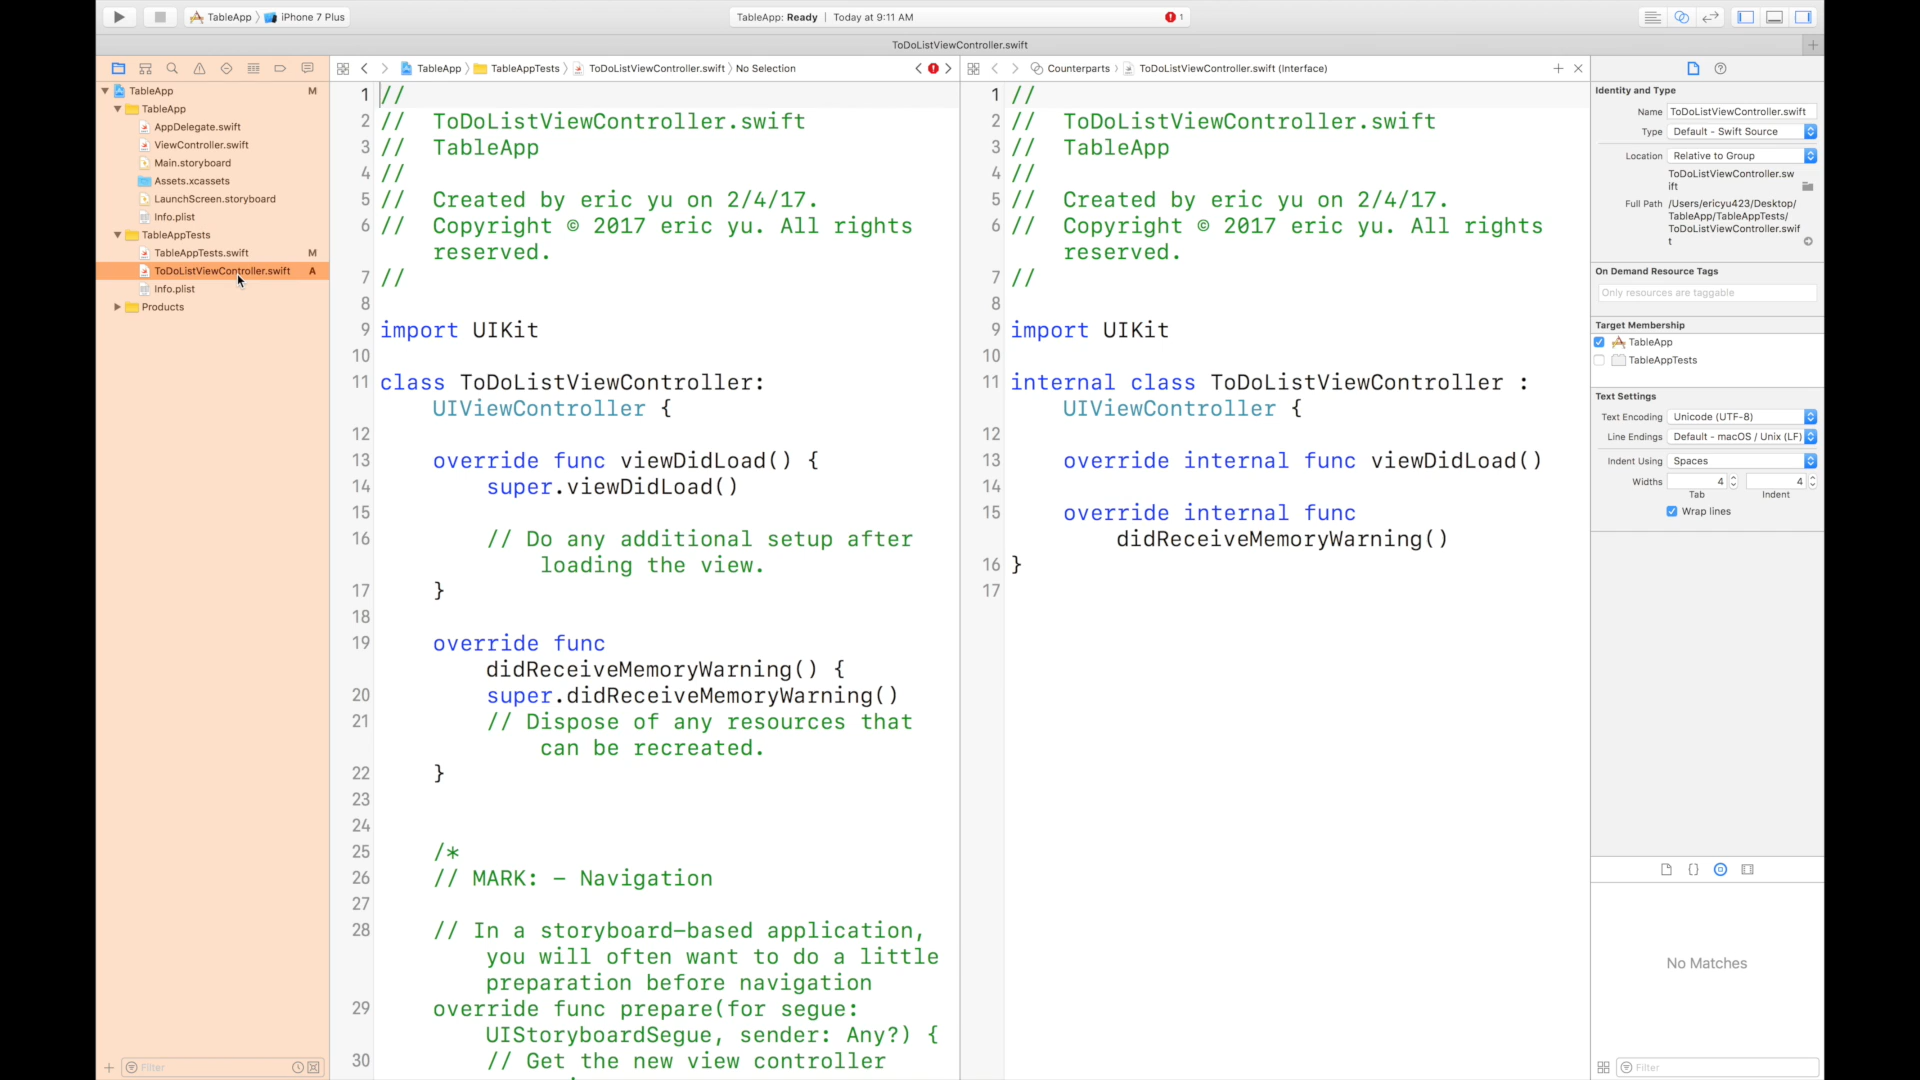 TableApp
iPhone 7 Plus
TableApp: Ready | Today at 9:11 AM
1
ToDoListViewController.swift
TableApp
TableAppTests
ToDoListViewController.swift
No Selection
Counterparts
ToDoListViewController.swift (Interface)
TableApp M
TableApp
AppDelegate.swift
ViewController.swift
Main.storyboard
Assets.xcassets
LaunchScreen.storyboard
Info.plist
TableAppTests
TableAppTests.swift M
ToDoListViewController.swift A
Info.plist
Products
Filter
1 //
2 // ToDoListViewController.swift
3 // TableApp
4 //
5 // Created by eric yu on 2/4/17.
6 // Copyright © 2017 eric yu. All rights
reserved.
7 //
8
9 import UIKit
10
11 class ToDoListViewController:
UIViewController {
12
13 override func viewDidLoad() {
14 super.viewDidLoad()
15
16 // Do any additional setup after
loading the view.
17 }
18
19 override func
didReceiveMemoryWarning() {
20 super.didReceiveMemoryWarning()
21 // Dispose of any resources that
can be recreated.
22 }
23
24
25 /*
26 // MARK: - Navigation
27
28 // In a storyboard-based application,
you will often want to do a little
preparation before navigation
29 override func prepare(for segue:
UIStoryboardSegue, sender: Any?) {
30 // Get the new view controller
1 //
2 // ToDoListViewController.swift
3 // TableApp
4 //
5 // Created by eric yu on 2/4/17.
6 // Copyright © 2017 eric yu. All rights
reserved.
7 //
8
9 import UIKit
10
11 internal class ToDoListViewController :
UIViewController {
12
13 override internal func viewDidLoad()
14
15 override internal func
didReceiveMemoryWarning()
16 }
17
Identity and Type
Name ToDoListViewController.swift
Type Default - Swift Source
Location Relative to Group
ToDoListViewController.sw
ift
Full Path /Users/ericyu423/Desktop/
TableApp/TableAppTests/
ToDoListViewController.swif
t
On Demand Resource Tags
Only resources are taggable
Target Membership
TableApp
TableAppTests
Text Settings
Text Encoding Unicode (UTF-8)
Line Endings Default - macOS / Unix (LF)
Indent Using Spaces
Widths 4 4
Tab Indent
Wrap lines
{}
No Matches
Filter